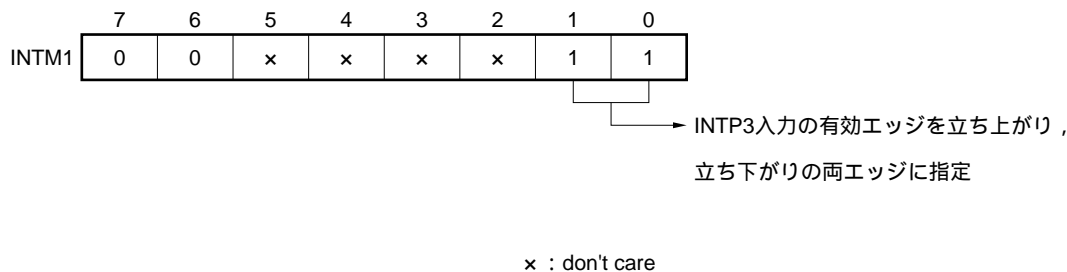 7 6 5 4 3 2 1 0
INTM1 0 0 × × × × 1 1
INTP3入力の有効エッジを立ち上がり，
立ち下がりの両エッジに指定
×：don't care